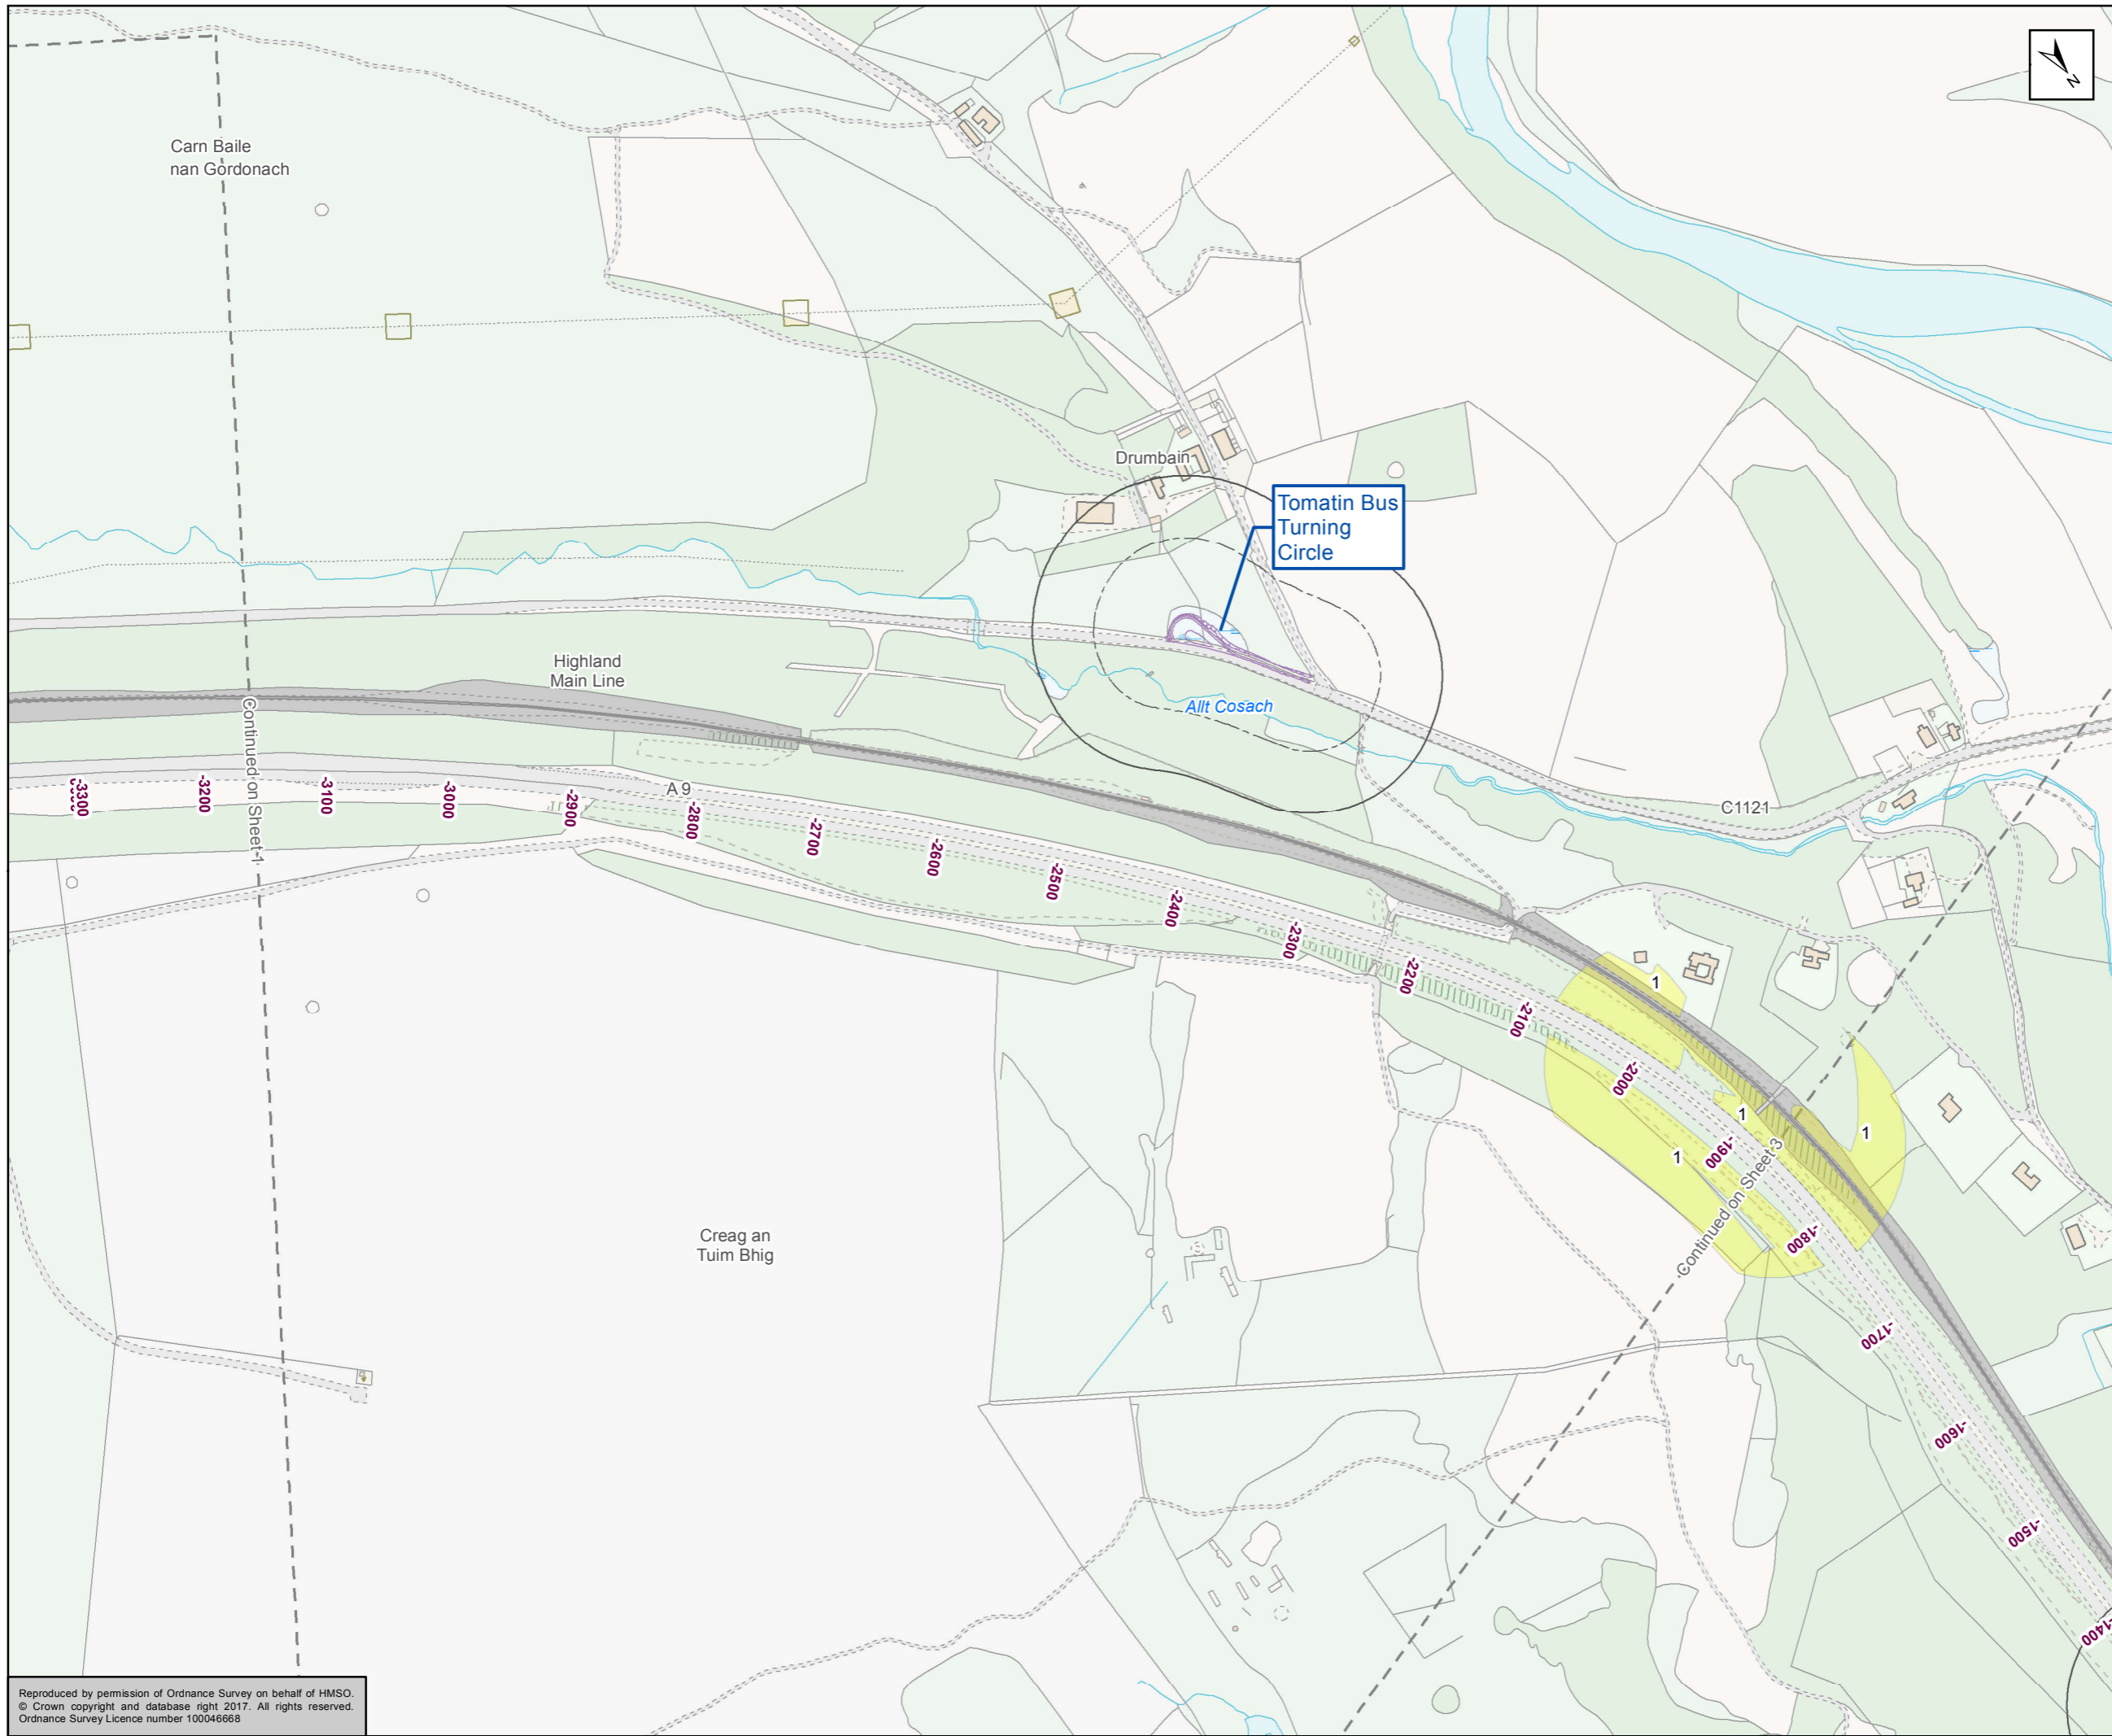 N
Carn Baile
nan Gordonach
Drumbain
Tomatin Bus
Turning
Circle
Highland
Main Line
Allt Cosach
Continued on Sheet 1
A 9
C1121
-3300
-3200
-3100
-3000
-2900
-2800
-2700
-2600
-2500
-2400
-2300
-2200
-2100
-2000
-1900
-1800
-1700
-1600
-1500
-1400
1
1
1
1
Continued on Sheet 3
Creag an
Tuim Bhig
Reproduced by permission of Ordnance Survey on behalf of HMSO.
© Crown copyright and database right 2017. All rights reserved.
Ordnance Survey Licence number 100046668